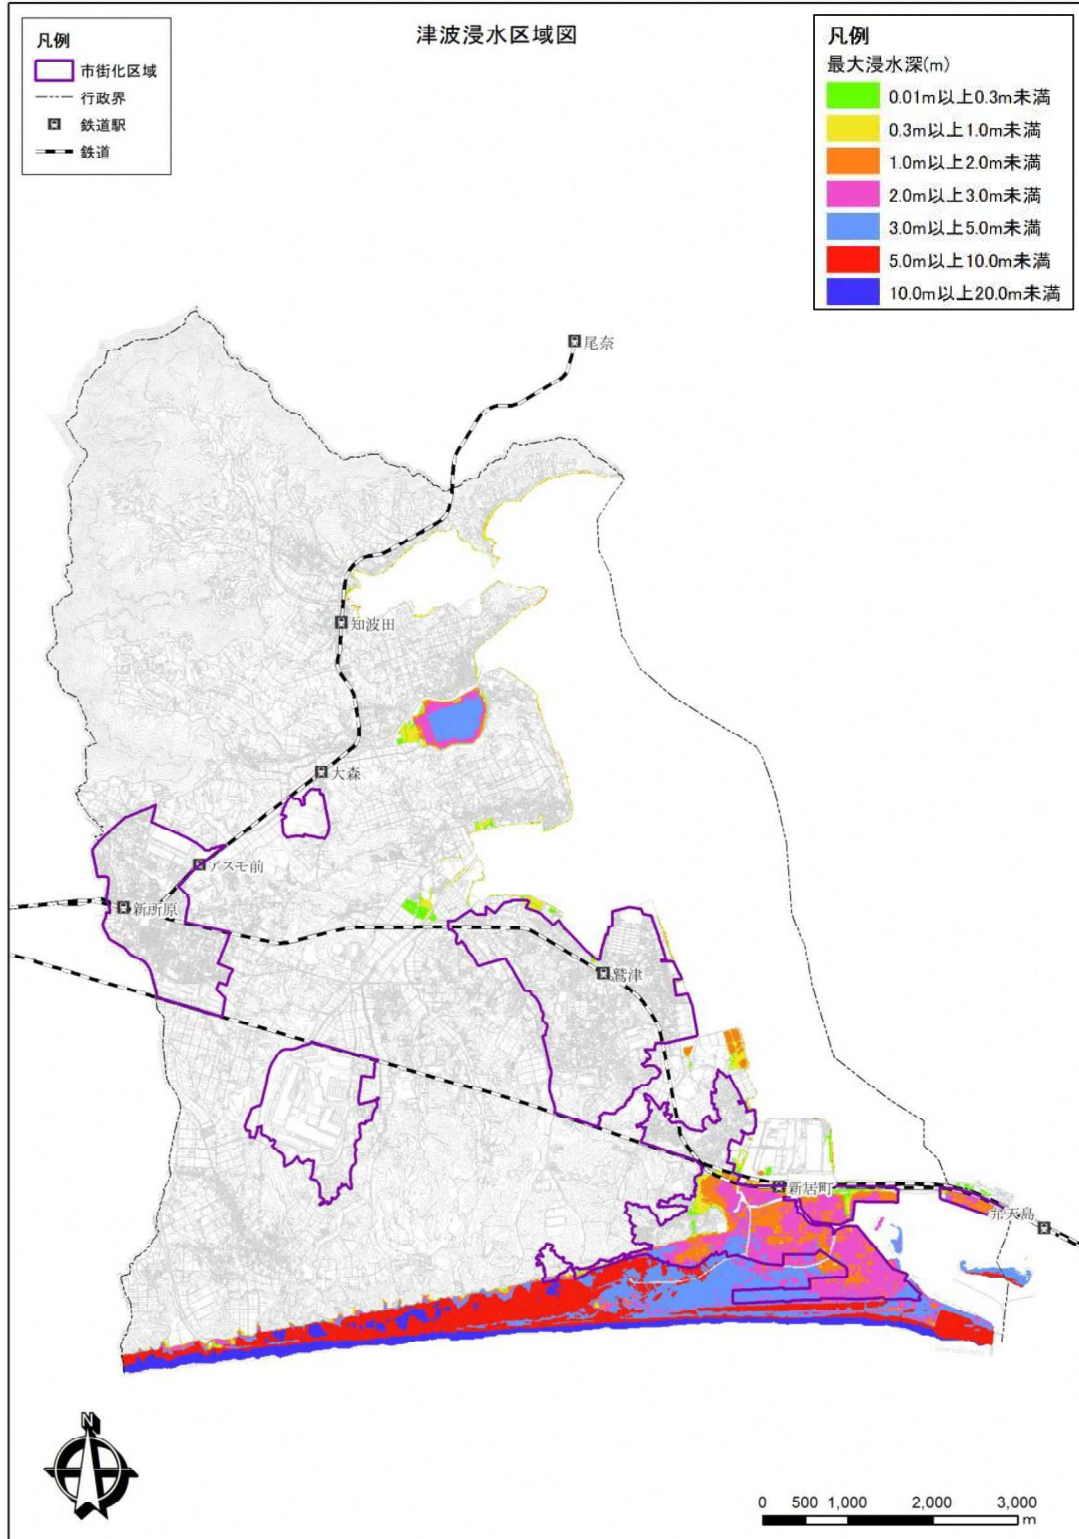 津波浸水区域図
凡例
市街化区域
行政界
鉄道駅
鉄道
凡例
最大浸水深(m)
0.01m以上0.3m未満
0.3m以上1.0m未満
1.0m以上2.0m未満
2.0m以上3.0m未満
3.0m以上5.0m未満
5.0m以上10.0m未満
10.0m以上20.0m未満
尾奈
知波田
大森
アスモ前
新所原
鷲津
新居町
弁天島
N
0 500 1,000 2,000 3,000
m